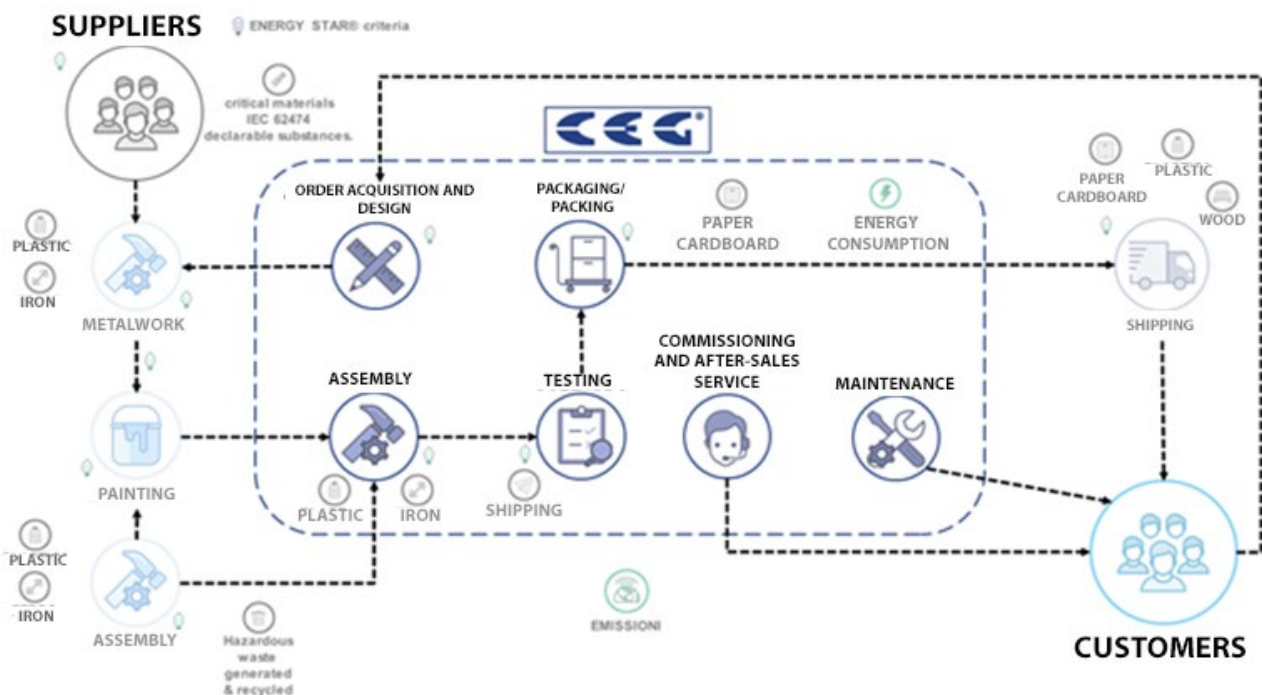 SUPPLIERS
ENERGY STAR® criteria
critical materials
IEC 62474
declarable substances.
CEG®
ORDER ACQUISITION AND
DESIGN
PACKAGING/
PACKING
PAPER
CARDBOARD
ENERGY
CONSUMPTION
PAPER
CARDBOARD
PLASTIC
WOOD
PLASTIC
IRON
METALWORK
SHIPPING
ASSEMBLY
TESTING
COMMISSIONING
AND AFTER-SALES
SERVICE
MAINTENANCE
PAINTING
PLASTIC
IRON
SHIPPING
PLASTIC
IRON
ASSEMBLY
Hazardous
waste
generated
& recycled
EMISSIONI
CUSTOMERS